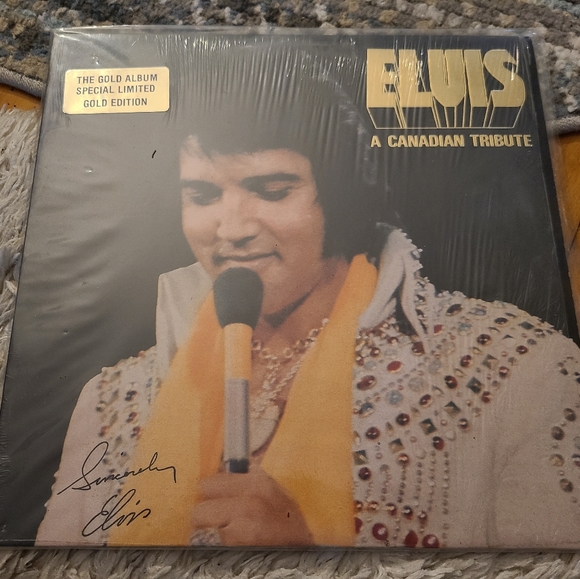 THE GOLD ALBUM
SPECIAL LIMITED
GOLD EDITION
ELVIS
A CANADIAN TRIBUTE
Sincerely
Elvis